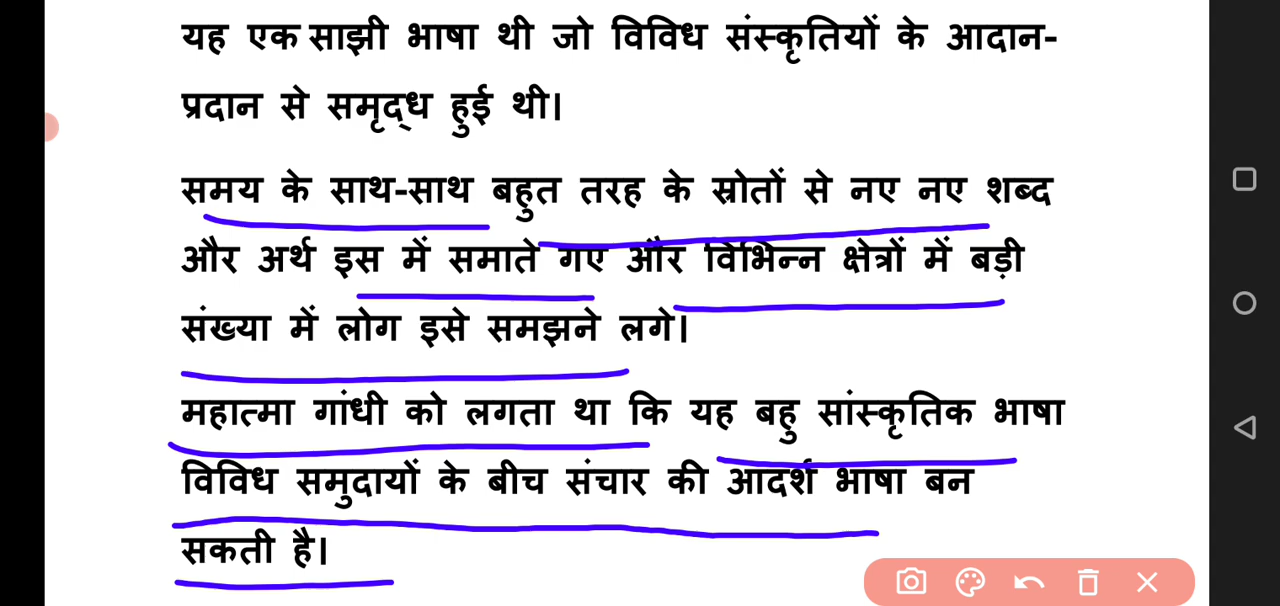 यह एक साझी भाषा थी जो विविध संस्कृतियों के आदान-
प्रदान से समृद्ध हुई थी।
समय के साथ-साथ बहुत तरह के स्रोतों से नए नए शब्द
और अर्थ इस में समाते गए और विभिन्न क्षेत्रों में बड़ी
संख्या में लोग इसे समझने लगे।
महात्मा गांधी को लगता था कि यह बहु सांस्कृतिक भाषा
विविध समुदायों के बीच संचार की आदर्श भाषा बन
सकती है।